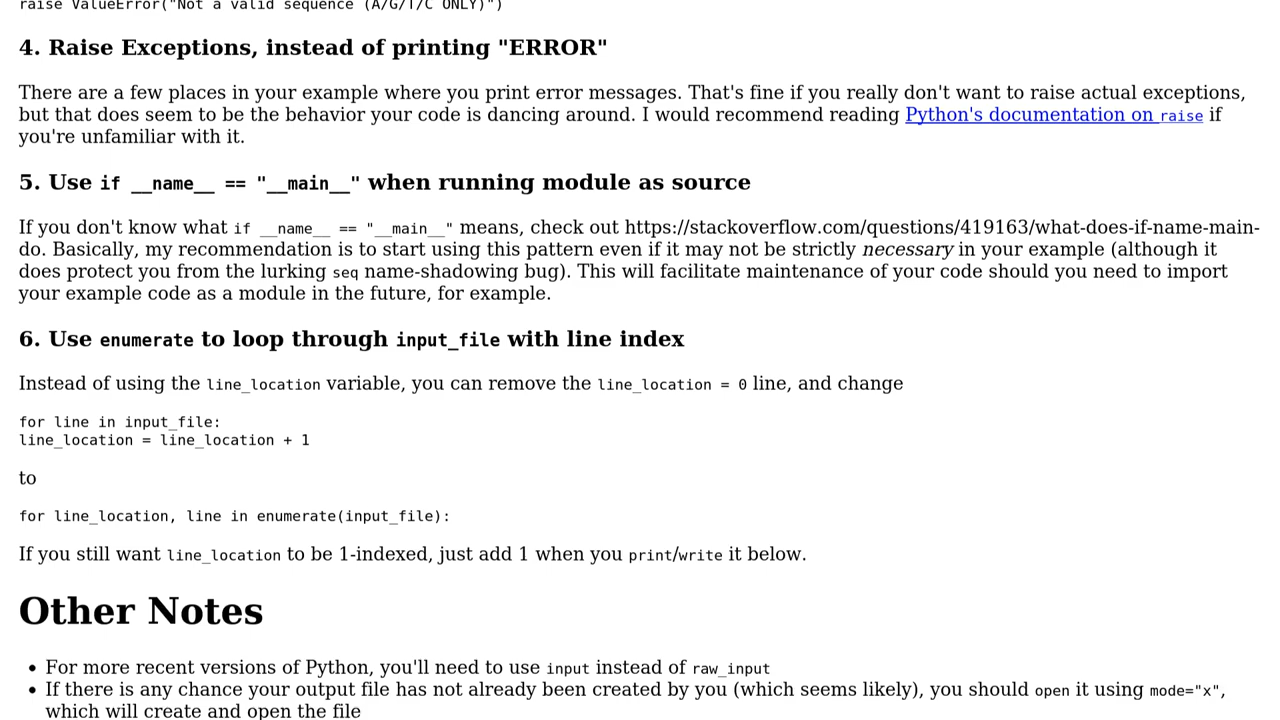 raise ValueError("Not a valid sequence (A/G/T/C ONLY)")
4. Raise Exceptions, instead of printing "ERROR"
There are a few places in your example where you print error messages. That's fine if you really don't want to raise actual exceptions,
but that does seem to be the behavior your code is dancing around. I would recommend reading Python's documentation on raise if
you're unfamiliar with it.
5. Use if __name__ == "__main__" when running module as source
If you don't know what if __name__ == "__main__" means, check out https://stackoverflow.com/questions/419163/what-does-if-name-main-
do. Basically, my recommendation is to start using this pattern even if it may not be strictly necessary in your example (although it
does protect you from the lurking seq name-shadowing bug). This will facilitate maintenance of your code should you need to import
your example code as a module in the future, for example.
6. Use enumerate to loop through input_file with line index
Instead of using the line_location variable, you can remove the line_location = 0 line, and change
for line in input_file:
line_location = line_location + 1
to
for line_location, line in enumerate(input_file):
If you still want line_location to be 1-indexed, just add 1 when you print/write it below.
Other Notes
• For more recent versions of Python, you'll need to use input instead of raw_input
• If there is any chance your output file has not already been created by you (which seems likely), you should open it using mode="x",
which will create and open the file